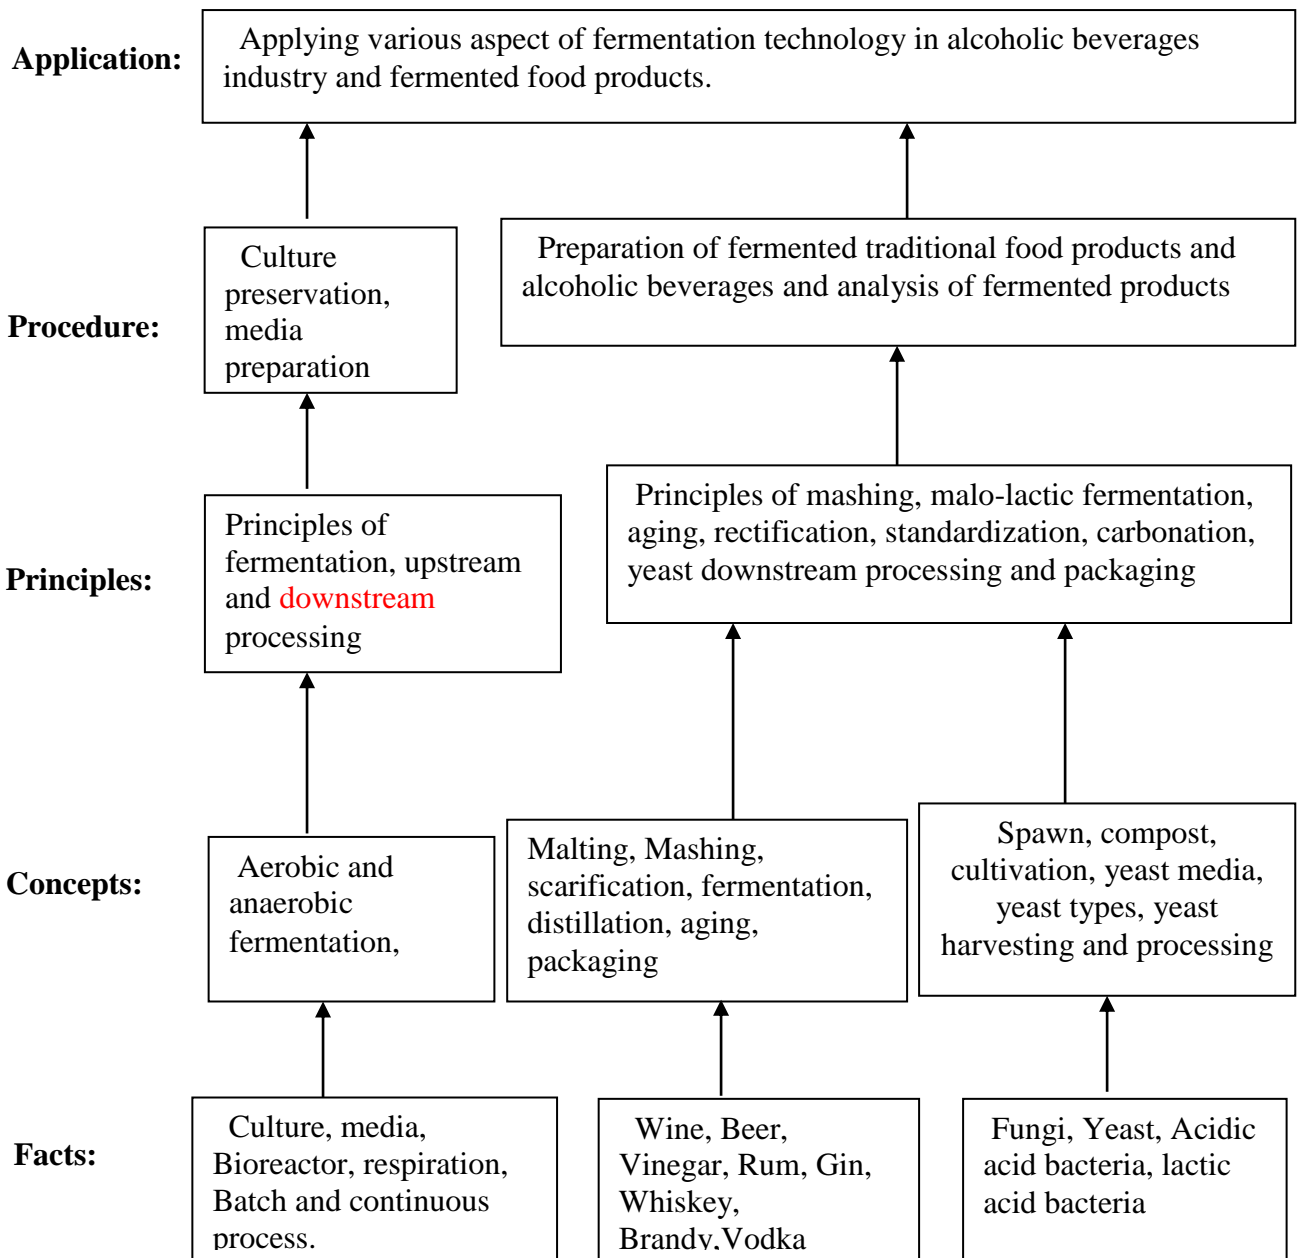 Application:
Applying various aspect of fermentation technology in alcoholic beverages
industry and fermented food products.
Procedure:
Culture
preservation,
media
preparation
Preparation of fermented traditional food products and
alcoholic beverages and analysis of fermented products
Principles:
Principles of
fermentation, upstream
and downstream
processing
Principles of mashing, malo-lactic fermentation,
aging, rectification, standardization, carbonation,
yeast downstream processing and packaging
Concepts:
Aerobic and
anaerobic
fermentation,
Malting, Mashing,
scarification, fermentation,
distillation, aging,
packaging
Spawn, compost,
cultivation, yeast media,
yeast types, yeast
harvesting and processing
Facts:
Culture, media,
Bioreactor, respiration,
Batch and continuous
process.
Wine, Beer,
Vinegar, Rum, Gin,
Whiskey,
Brandy,Vodka
Fungi, Yeast, Acidic
acid bacteria, lactic
acid bacteria